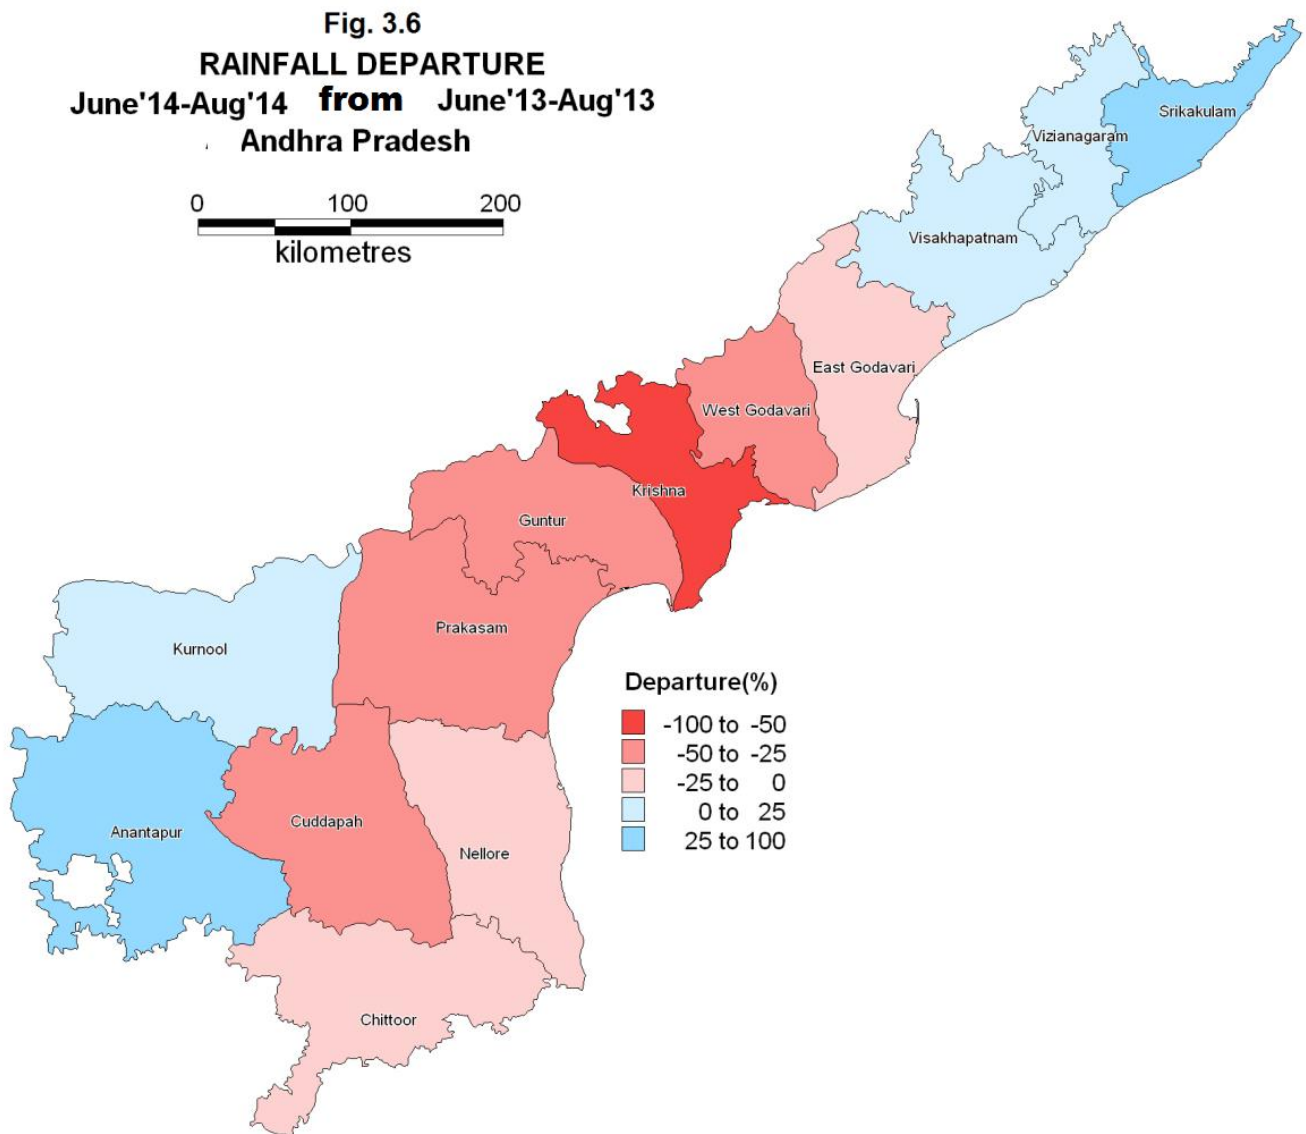 Fig. 3.6
RAINFALL DEPARTURE
June'14-Aug'14 from June'13-Aug'13
Andhra Pradesh
0 100 200
kilometres
Srikakulam
Vizianagaram
Visakhapatnam
East Godavari
West Godavari
Krishna
Guntur
Prakasam
Kurnool
Cuddapah
Anantapur
Nellore
Chittoor
Departure(%)
-100 to -50
-50 to -25
-25 to 0
0 to 25
25 to 100